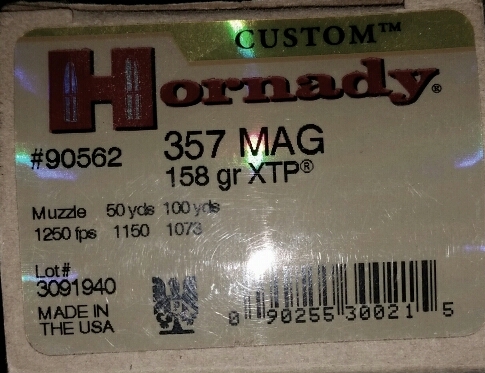 CUSTOM™
Hornady®
#90562 357 MAG
158 gr XTP®
Muzzle 50 yds 100 yds
1250 fps 1150 1073
Lot#
3091940
MADE IN
THE USA
0 90255 30021 5